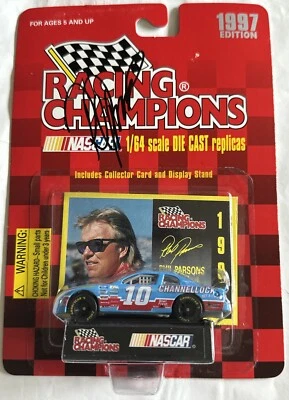 FOR AGES 5 AND UP
1997
EDITION
RACING
CHAMPIONS®
NASCAR 1/64 scale DIE CAST replicas
Includes Collector Card and Display Stand
WARNING:
CHOKING HAZARD-Small parts
Not for Children under 3 years
RACING
CHAMPIONS
PHIL PARSONS
199
CHANNELLOCK
10
RACING
CHAMPIONS
NASCAR